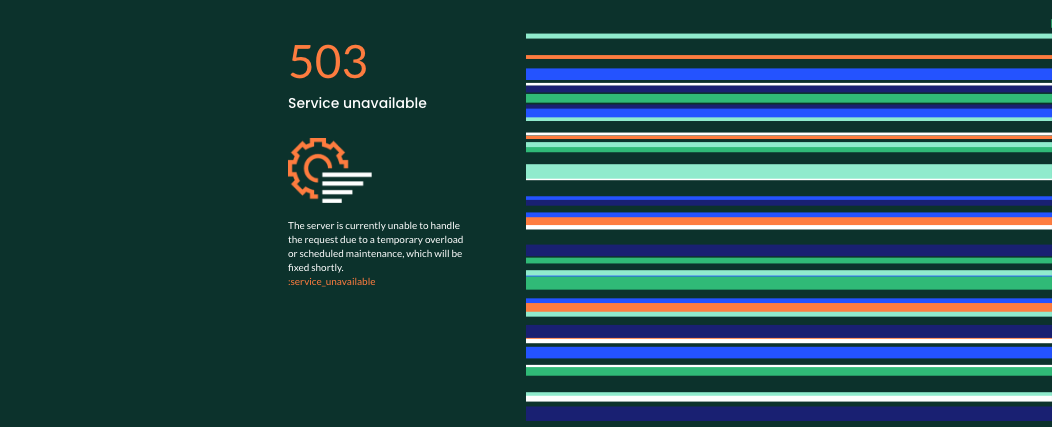 503
Service unavailable
The server is currently unable to handle
the request due to a temporary overload
or scheduled maintenance, which will be
fixed shortly.
:service_unavailable